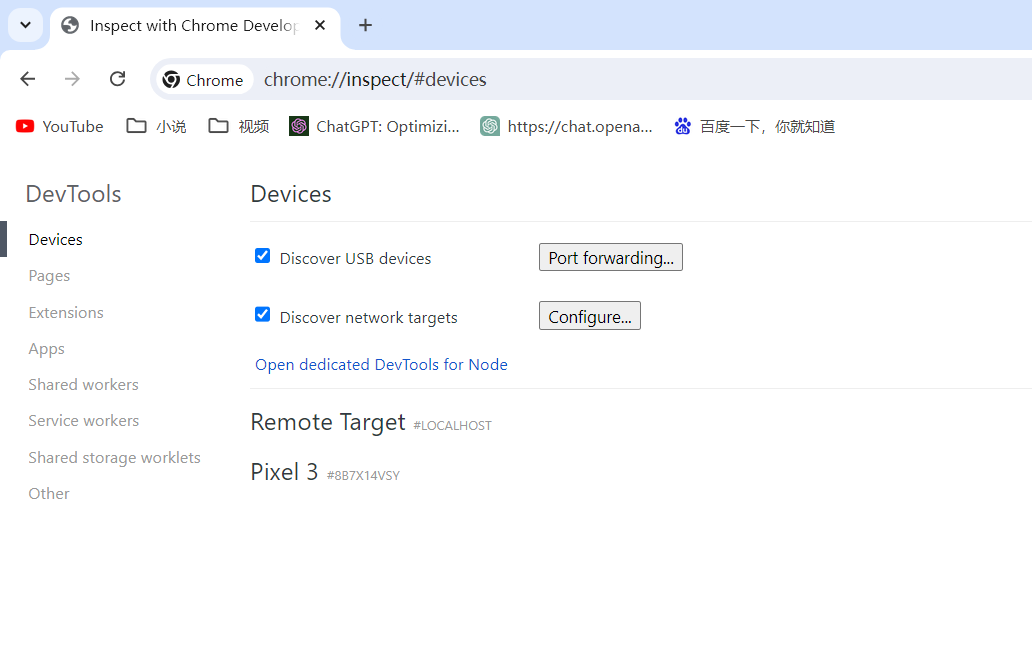 Inspect with Chrome Develop
Chrome chrome://inspect/#devices
YouTube 小说 视频 ChatGPT: Optimizi... https://chat.opena... 百度一下，你就知道
DevTools
Devices
Pages
Extensions
Apps
Shared workers
Service workers
Shared storage worklets
Other
Devices
Discover USB devices Port forwarding...
Discover network targets Configure...
Open dedicated DevTools for Node
Remote Target #LOCALHOST
Pixel 3 #8B7X14VSY